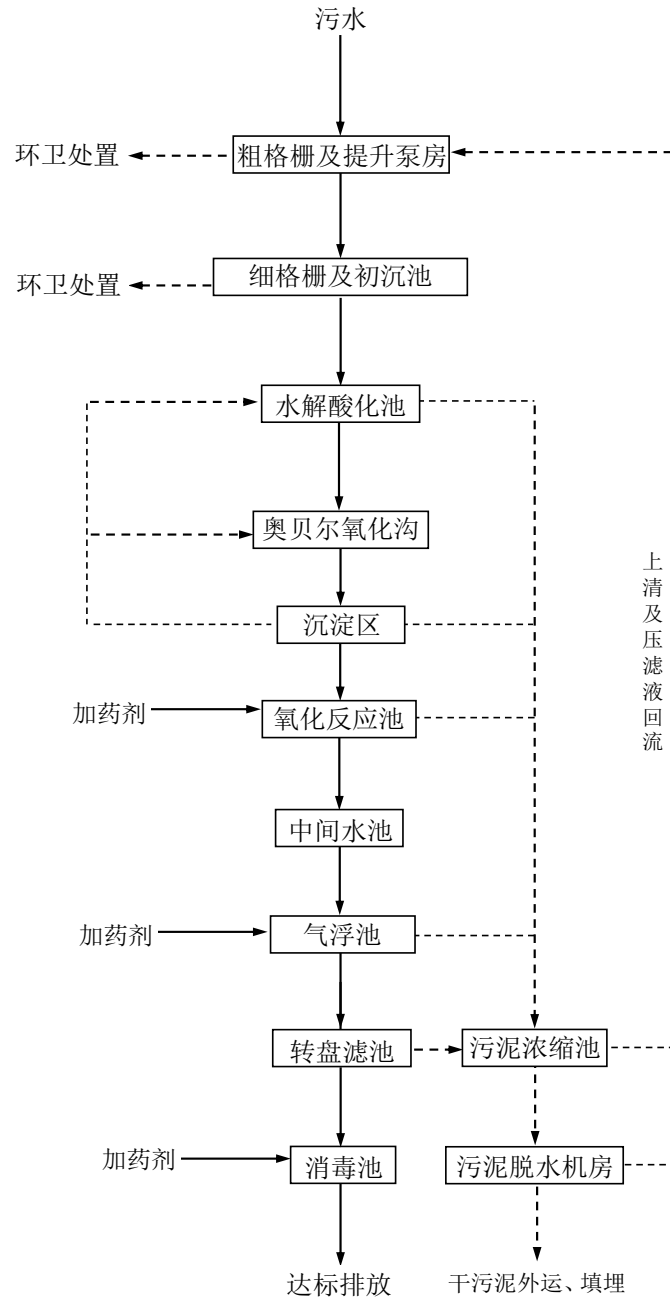 污水
环卫处置
粗格栅及提升泵房
环卫处置
细格栅及初沉池
水解酸化池
奥贝尔氧化沟
沉淀区
上清及压滤液回流
加药剂
氧化反应池
中间水池
加药剂
气浮池
转盘滤池
污泥浓缩池
加药剂
消毒池
污泥脱水机房
达标排放
干污泥外运、填埋